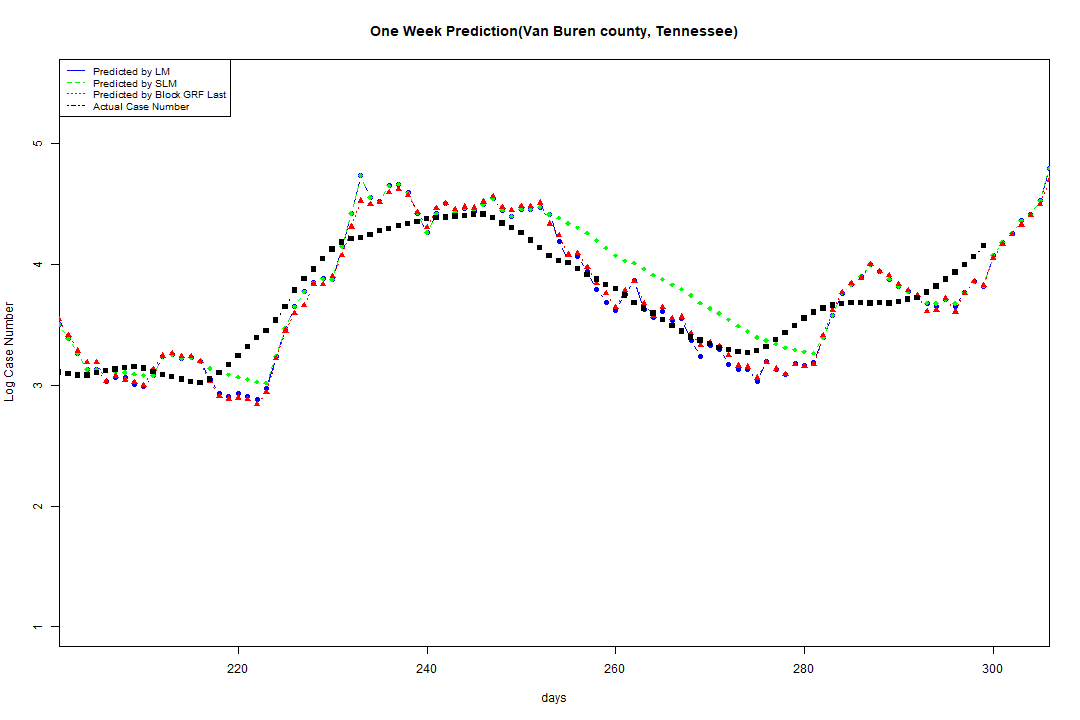 One Week Prediction(Van Buren county, Tennessee)
Predicted by LM
Predicted by SLM
Predicted by Block GRF Last
Actual Case Number
5
4
3
2
1
Log Case Number
220 240 260 280 300
days